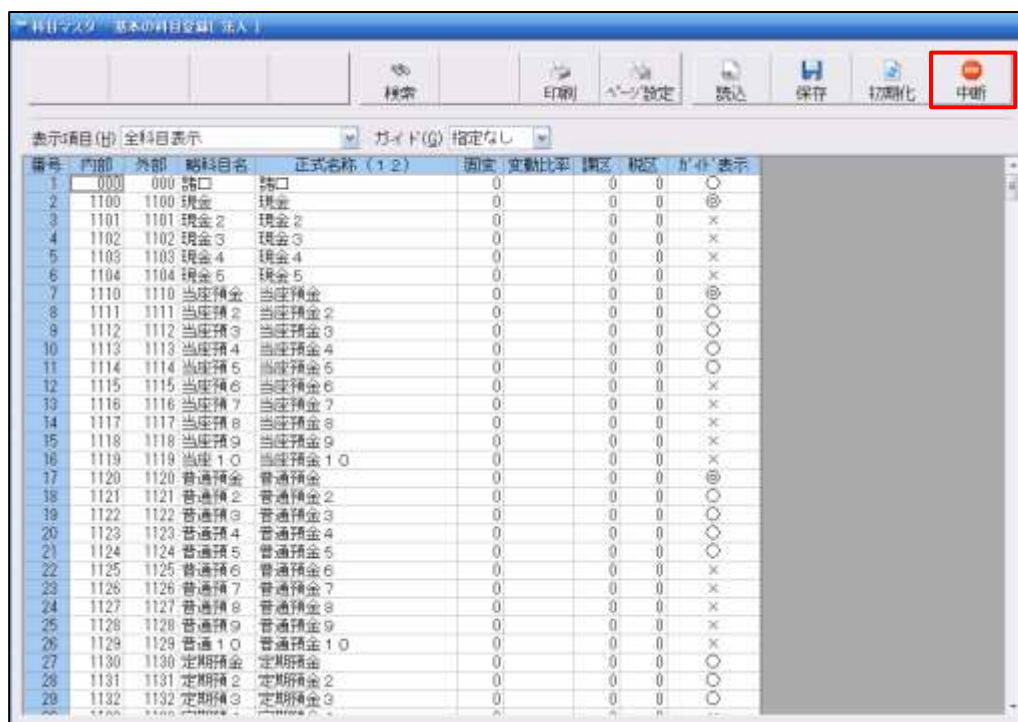 科目マスター 基本の科目登録[ 法人 ]
検索 印刷 ページ設定 読込 保存 初期化 中断
表示項目(H) 全科目表示 ガイド(G) 指定なし
番号 内部 外部 略科目名 正式名称(12) 固定 変動比率 課区 税区 ガイド表示
1 000 000 諸口 諸口 0 0 0 ○
2 1100 1100 現金 現金 0 0 0 ◎
3 1101 1101 現金2 現金2 0 0 0 ×
4 1102 1102 現金3 現金3 0 0 0 ×
5 1103 1103 現金4 現金4 0 0 0 ×
6 1104 1104 現金5 現金5 0 0 0 ×
7 1110 1110 当座預金 当座預金 0 0 0 ◎
8 1111 1111 当座預2 当座預金2 0 0 0 ○
9 1112 1112 当座預3 当座預金3 0 0 0 ○
10 1113 1113 当座預4 当座預金4 0 0 0 ○
11 1114 1114 当座預5 当座預金5 0 0 0 ○
12 1115 1115 当座預6 当座預金6 0 0 0 ×
13 1116 1116 当座預7 当座預金7 0 0 0 ×
14 1117 1117 当座預8 当座預金8 0 0 0 ×
15 1118 1118 当座預9 当座預金9 0 0 0 ×
16 1119 1119 当座10 当座預金10 0 0 0 ×
17 1120 1120 普通預金 普通預金 0 0 0 ◎
18 1121 1121 普通預2 普通預金2 0 0 0 ○
19 1122 1122 普通預3 普通預金3 0 0 0 ○
20 1123 1123 普通預4 普通預金4 0 0 0 ○
21 1124 1124 普通預5 普通預金5 0 0 0 ○
22 1125 1125 普通預6 普通預金6 0 0 0 ×
23 1126 1126 普通預7 普通預金7 0 0 0 ×
24 1127 1127 普通預8 普通預金8 0 0 0 ×
25 1128 1128 普通預9 普通預金9 0 0 0 ×
26 1129 1129 普通10 普通預金10 0 0 0 ×
27 1130 1130 定期預金 定期預金 0 0 0 ○
28 1131 1131 定期預2 定期預金2 0 0 0 ○
29 1132 1132 定期預3 定期預金3 0 0 0 ○